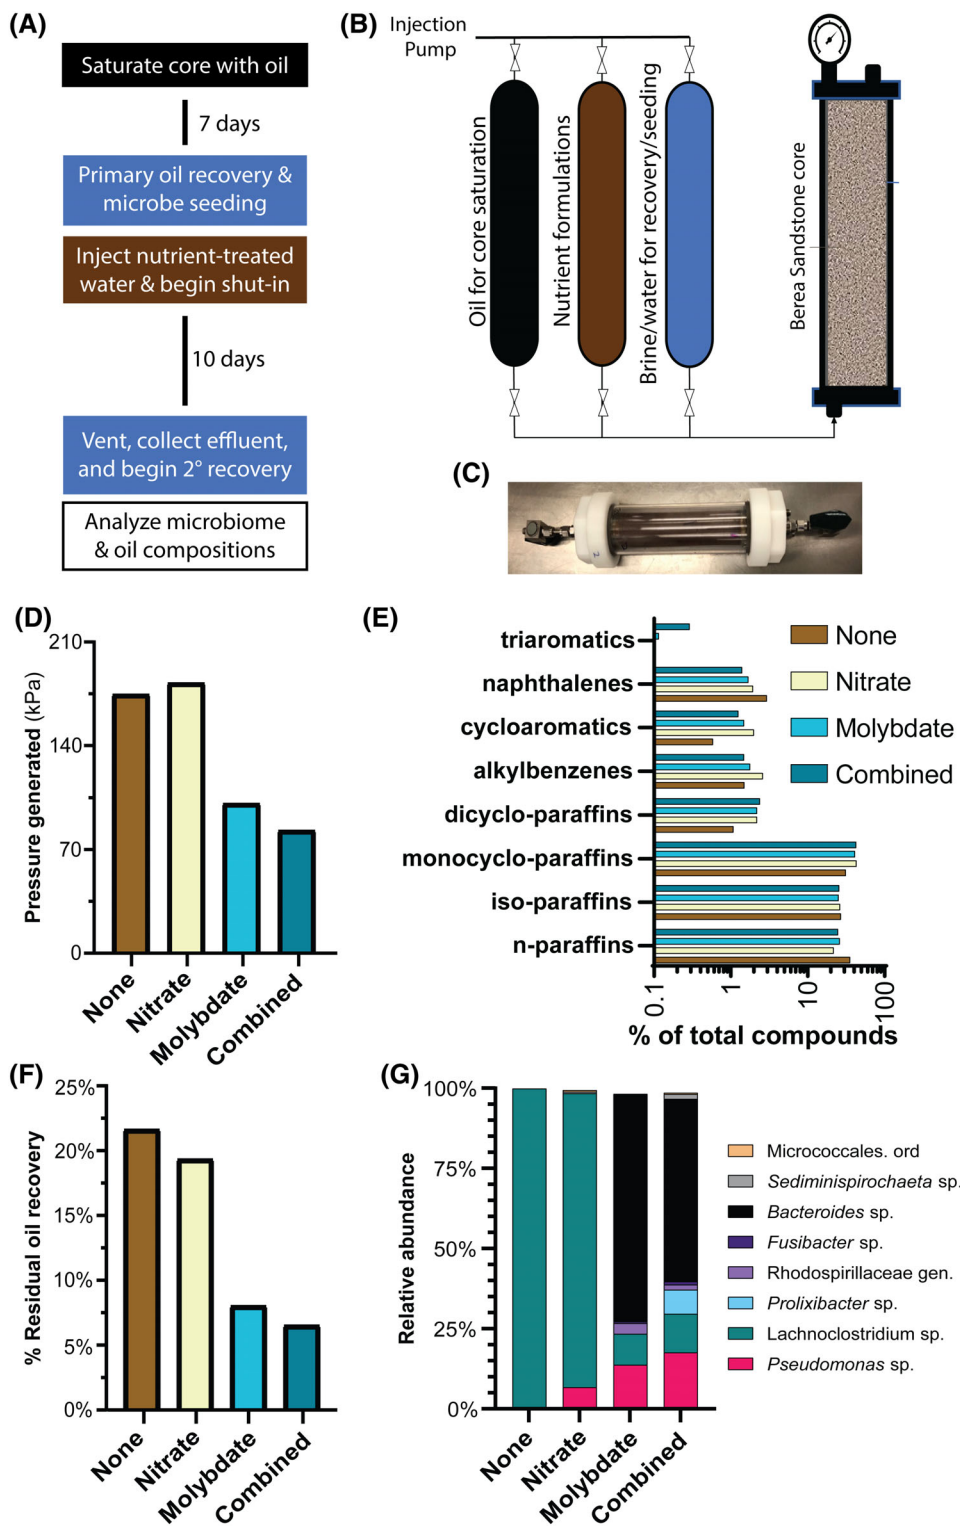 (A)
Saturate core with oil
7 days
Primary oil recovery &
microbe seeding
Inject nutrient-treated
water & begin shut-in
10 days
Vent, collect effluent,
and begin 2° recovery
Analyze microbiome
& oil compositions
(B)
Injection
Pump
Oil for core saturation
Nutrient formulations
Brine/water for recovery/seeding
Berea Sandstone core
(C)
(D)
Pressure generated (kPa)
210
140
70
0
None
Nitrate
Molybdate
Combined
(E)
triaromatics
naphthalenes
cycloaromatics
alkylbenzenes
dicyclo-paraffins
monocyclo-paraffins
iso-paraffins
n-paraffins
0.1
1
10
100
% of total compounds
None
Nitrate
Molybdate
Combined
(F)
% Residual oil recovery
25%
20%
15%
10%
5%
0%
None
Nitrate
Molybdate
Combined
(G)
Relative abundance
100%
75%
50%
25%
0%
None
Nitrate
Molybdate
Combined
Micrococcales. ord
Sediminispirochaeta sp.
Bacteroides sp.
Fusibacter sp.
Rhodospirillaceae gen.
Prolixibacter sp.
Lachnoclostridium sp.
Pseudomonas sp.